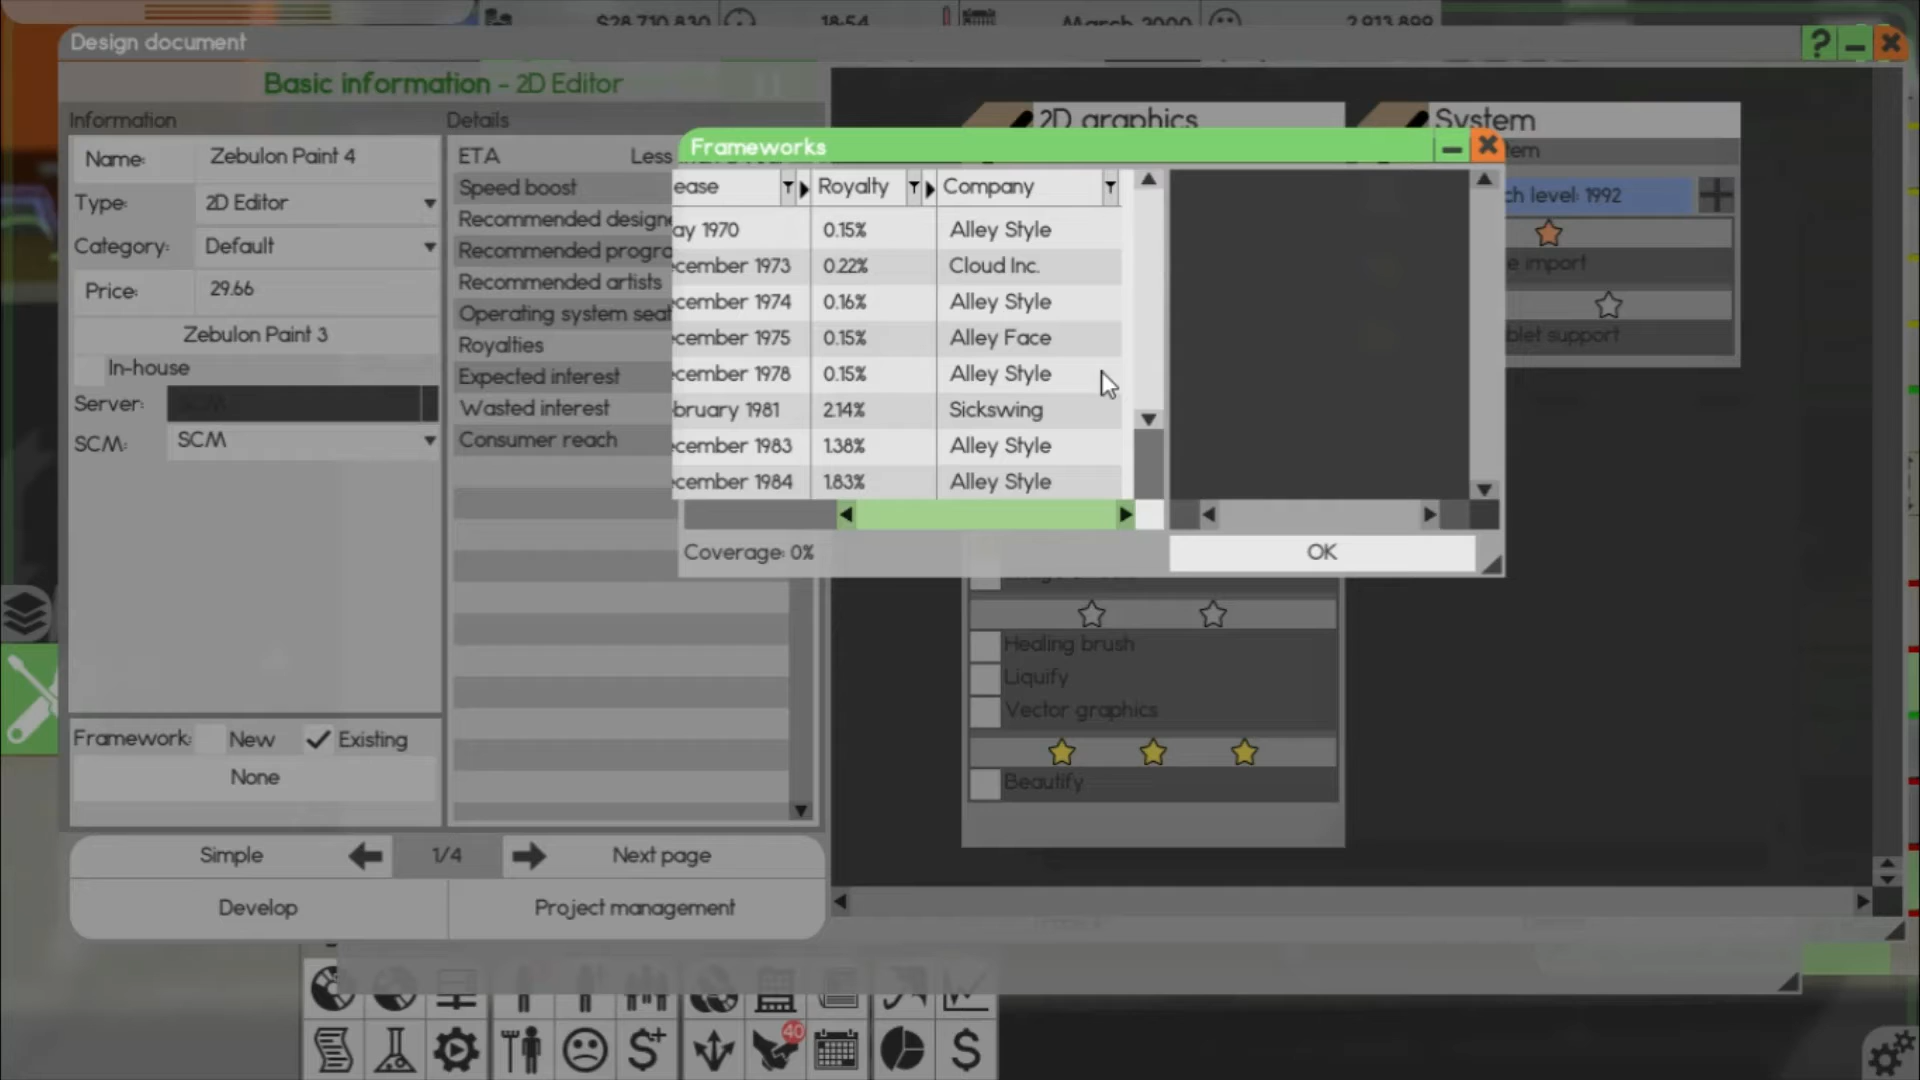 $28,710,830
18:54
March 2000
2,913,899
Design document
?
Basic information - 2D Editor
Information
Details
Name:
Zebulon Paint 4
Type:
2D Editor
Category:
Default
Price:
29.66
Zebulon Paint 3
In-house
Server:
SCM
SCM:
SCM
ETA
Less
Speed boost
Recommended designe
Recommended progra
Recommended artists
Operating system seat
Royalties
Expected interest
Wasted interest
Consumer reach
Framework:
New
Existing
None
Simple
1/4
Next page
Develop
Project management
2D graphics
System
Frameworks
ease
Royalty
Company
ay 1970
0.15%
Alley Style
cember 1973
0.22%
Cloud Inc.
cember 1974
0.16%
Alley Style
cember 1975
0.15%
Alley Face
cember 1978
0.15%
Alley Style
bruary 1981
2.14%
Sickswing
cember 1983
1.38%
Alley Style
cember 1984
1.83%
Alley Style
Coverage: 0%
OK
tem
ch level: 1992
e import
blet support
Healing brush
Liquify
Vector graphics
Beautify
40